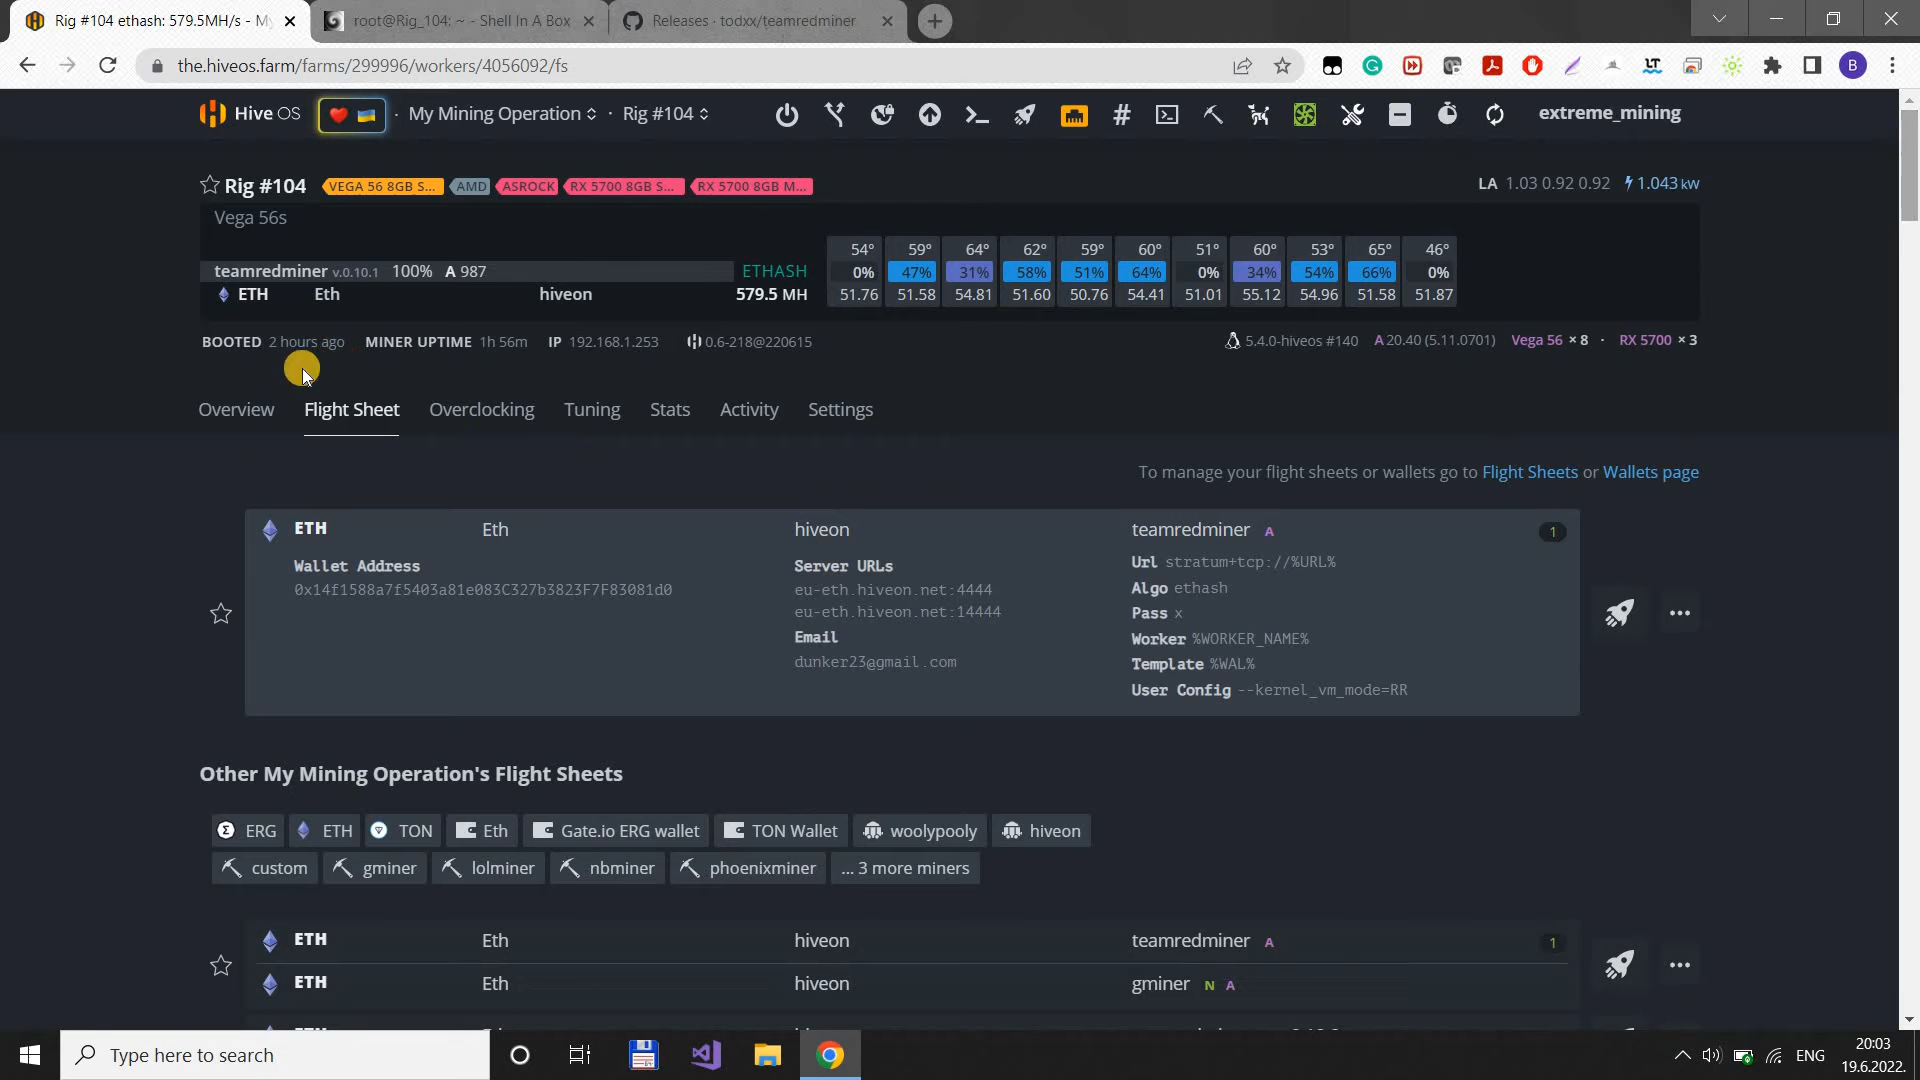 Rig #104 ethash: 579.5MH/s - My
root@Rig_104: ~ - Shell In A Box
Releases · todxx/teamredminer
the.hiveos.farm/farms/299996/workers/4056092/fs
B
Hive OS
· My Mining Operation · Rig #104
extreme_mining
Rig #104 VEGA 56 8GB S... AMD ASROCK RX 5700 8GB S... RX 5700 8GB M...
LA 1.03 0.92 0.92 1.043 kW
Vega 56s
54° 59° 64° 62° 59° 60° 51° 60° 53° 65° 46°
teamredminer v.0.10.1 100% A 987 ETHASH 0% 47% 31% 58% 51% 64% 0% 34% 54% 66% 0%
ETH Eth hiveon 579.5 MH 51.76 51.58 54.81 51.60 50.76 54.41 51.01 55.12 54.96 51.58 51.87
BOOTED 2 hours ago MINER UPTIME 1h 56m IP 192.168.1.253 0.6-218@220615
5.4.0-hiveos #140 A 20.40 (5.11.0701) Vega 56 × 8 · RX 5700 × 3
Overview Flight Sheet Overclocking Tuning Stats Activity Settings
To manage your flight sheets or wallets go to Flight Sheets or Wallets page
ETH Eth hiveon teamredminer A 1
Wallet Address
0x14f1588a7f5403a81e083C327b3823F7F83081d0
Server URLs
eu-eth.hiveon.net:4444
eu-eth.hiveon.net:14444
Email
dunker23@gmail.com
Url stratum+tcp://%URL%
Algo ethash
Pass x
Worker %WORKER_NAME%
Template %WAL%
User Config --kernel_vm_mode=RR
Other My Mining Operation's Flight Sheets
ERG ETH TON Eth Gate.io ERG wallet TON Wallet woolypooly hiveon
custom gminer lolminer nbminer phoenixminer ... 3 more miners
ETH Eth hiveon teamredminer A 1
ETH Eth hiveon gminer N A
Type here to search
ENG
20:03
19.6.2022.